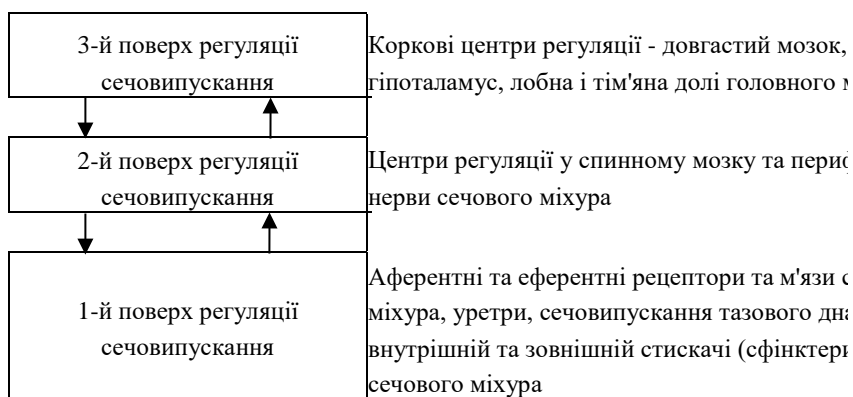 3-й поверх регуляції
сечовипускання
Коркові центри регуляції - довгастий мозок,
гіпоталамус, лобна і тім'яна долі головного
2-й поверх регуляції
сечовипускання
Центри регуляції у спинному мозку та
нерви сечового міхура
1-й поверх регуляції
сечовипускання
Аферентні та еферентні рецептори та м'язи
міхура, уретри, сечовипускання тазового дна
внутрішній та зовнішній стискачі (сфінктери
сечового міхура